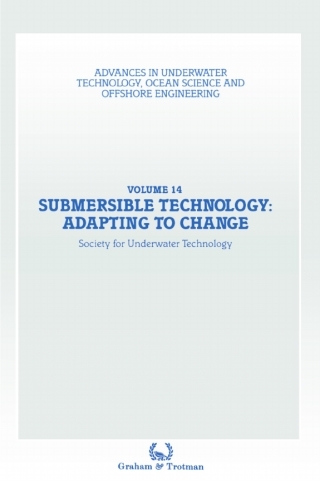 ADVANCES IN UNDERWATER
TECHNOLOGY, OCEAN SCIENCE AND
OFFSHORE ENGINEERING
VOLUME 14
SUBMERSIBLE TECHNOLOGY:
ADAPTING TO CHANGE
Society for Underwater Technology
Graham & Trotman